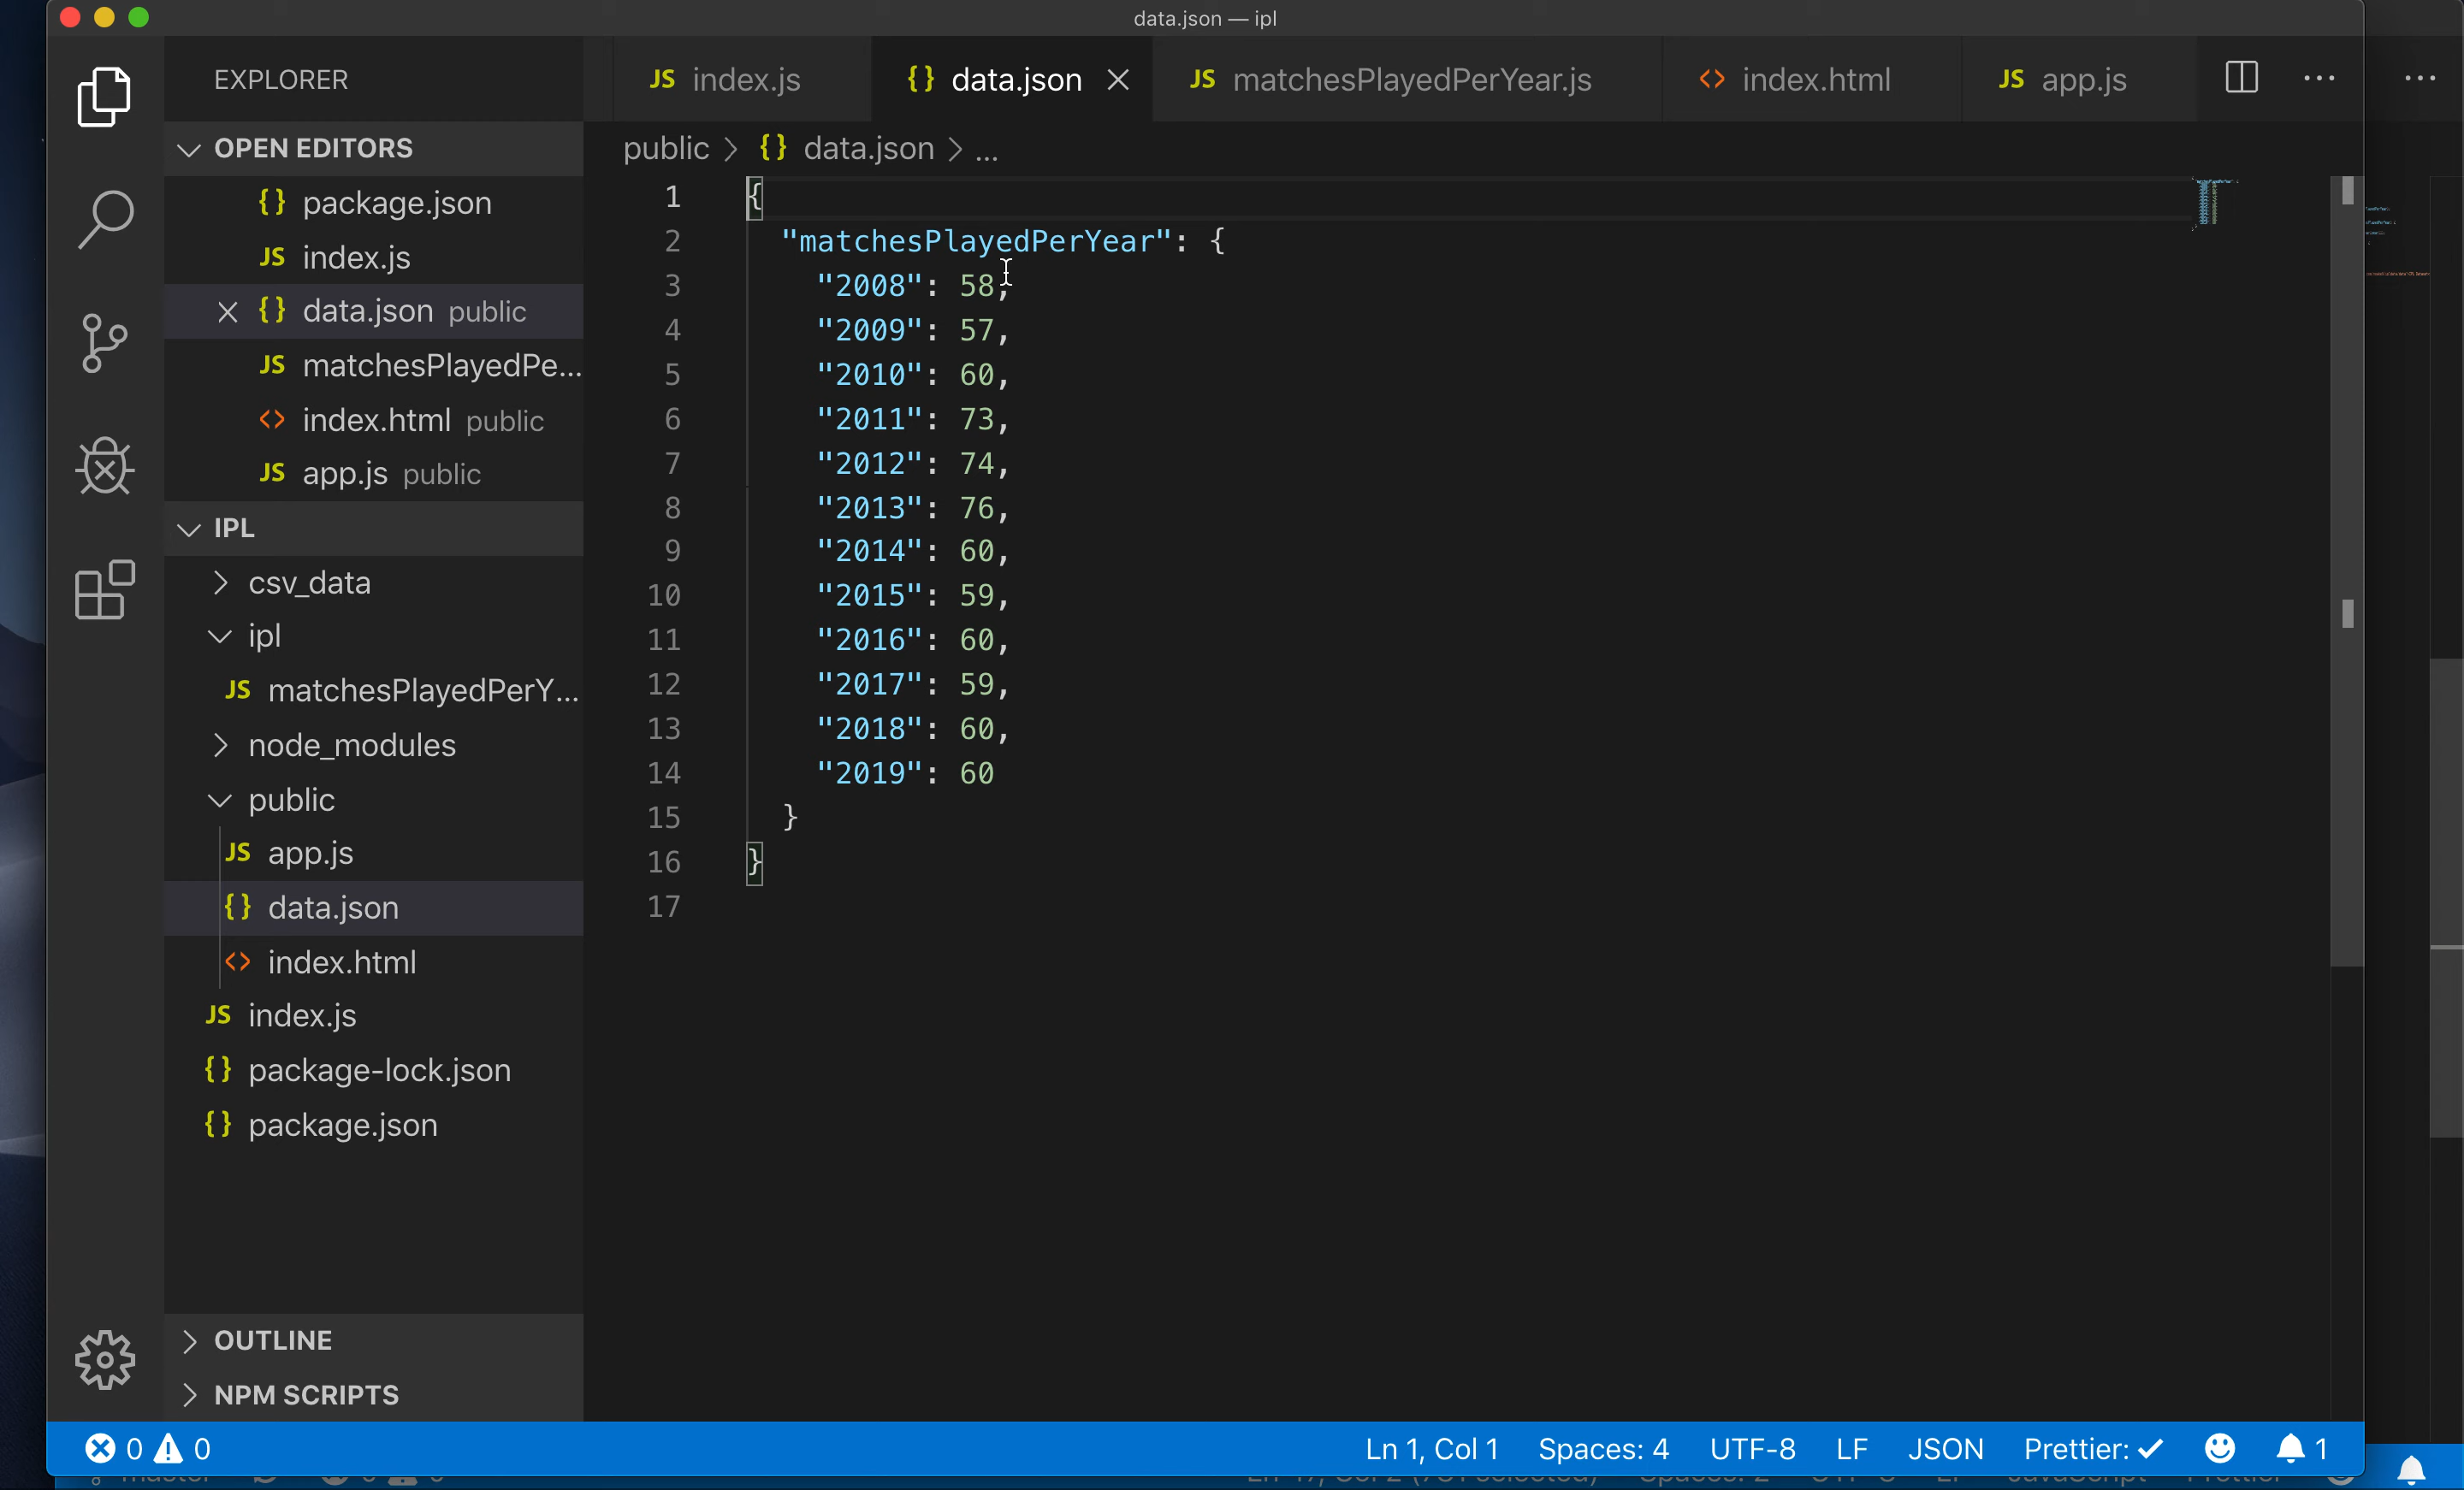 data.json — ipl
EXPLORER
JS index.js
{} data.json
JS matchesPlayedPerYear.js
<> index.html
JS app.js
OPEN EDITORS
{} package.json
JS index.js
{} data.json public
JS matchesPlayedPe...
<> index.html public
JS app.js public
IPL
csv_data
ipl
JS matchesPlayedPerY...
node_modules
public
JS app.js
{} data.json
<> index.html
JS index.js
{} package-lock.json
{} package.json
OUTLINE
NPM SCRIPTS
public > {} data.json > ...
1 {
2 "matchesPlayedPerYear": {
3 "2008": 58,
4 "2009": 57,
5 "2010": 60,
6 "2011": 73,
7 "2012": 74,
8 "2013": 76,
9 "2014": 60,
10 "2015": 59,
11 "2016": 60,
12 "2017": 59,
13 "2018": 60,
14 "2019": 60
15 }
16 }
17
0 0 Ln 1, Col 1 Spaces: 4 UTF-8 LF JSON Prettier: ✓ 1